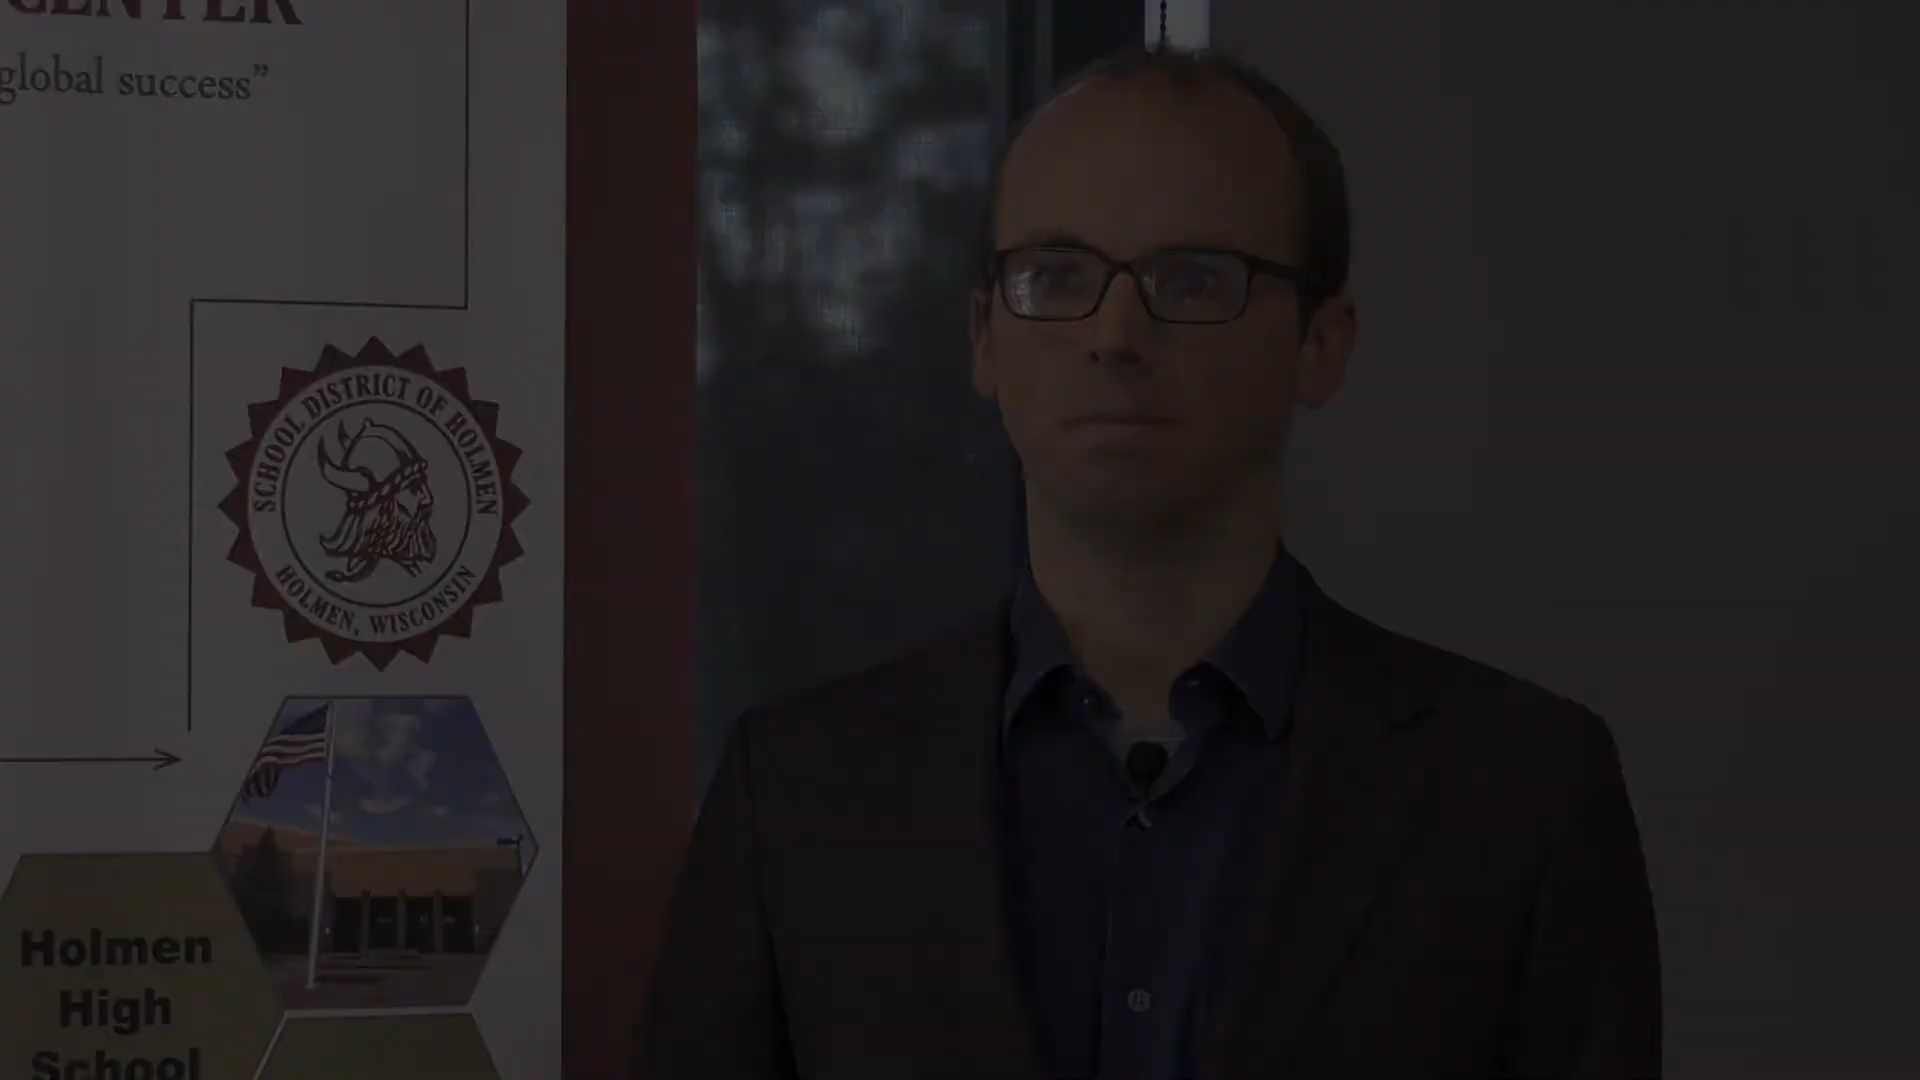 CENTER
global success”
SCHOOL DISTRICT OF HOLMEN
HOLMEN, WISCONSIN
Holmen
High
School